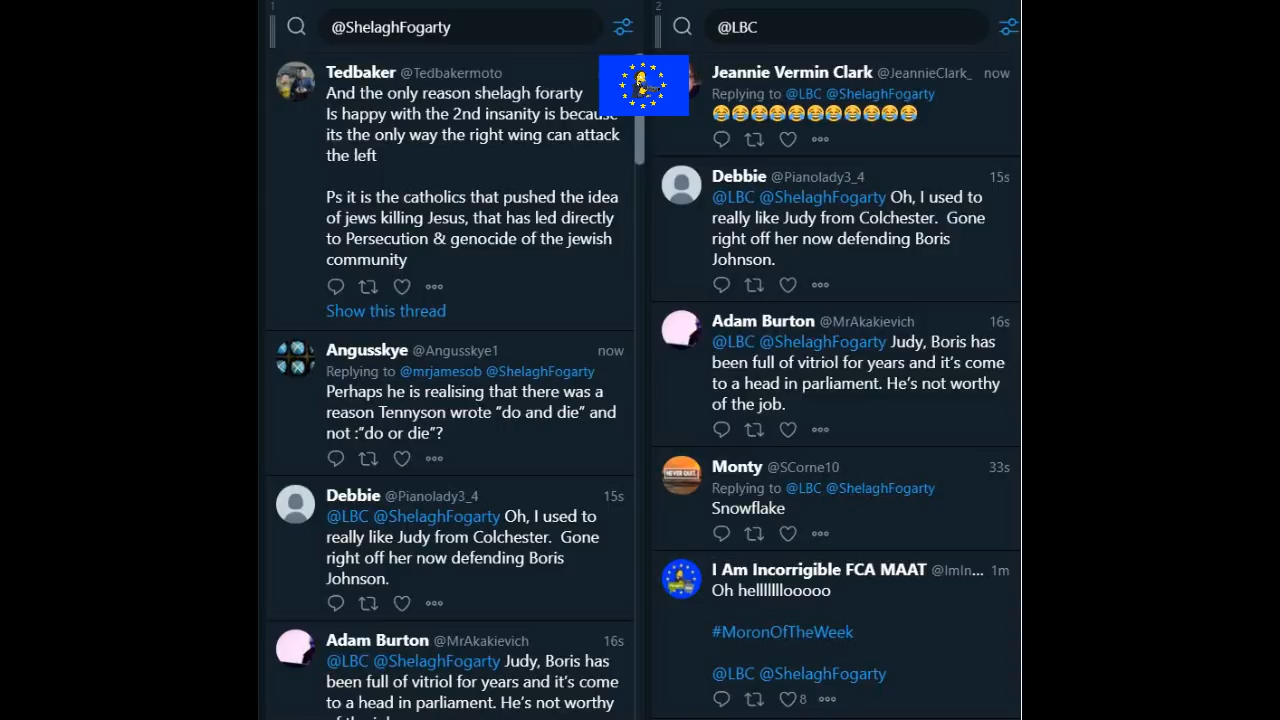 1
@ShelaghFogarty
Tedbaker @Tedbakermoto
And the only reason shelagh forarty
Is happy with the 2nd insanity is because
its the only way the right wing can attack
the left
Ps it is the catholics that pushed the idea
of jews killing Jesus, that has led directly
to Persecution & genocide of the jewish
community
Show this thread
Angusskye @Angusskye1 now
Replying to @mrjamesob @ShelaghFogarty
Perhaps he is realising that there was a
reason Tennyson wrote "do and die" and
not :"do or die"?
Debbie @Pianolady3_4 15s
@LBC @ShelaghFogarty Oh, I used to
really like Judy from Colchester. Gone
right off her now defending Boris
Johnson.
Adam Burton @MrAkakievich 16s
@LBC @ShelaghFogarty Judy, Boris has
been full of vitriol for years and it's come
to a head in parliament. He's not worthy
of the job.
2
@LBC
Jeannie Vermin Clark @JeannieClark_ now
Replying to @LBC @ShelaghFogarty
😂😂😂😂😂😂😂😂😂😂
Debbie @Pianolady3_4 15s
@LBC @ShelaghFogarty Oh, I used to
really like Judy from Colchester. Gone
right off her now defending Boris
Johnson.
Adam Burton @MrAkakievich 16s
@LBC @ShelaghFogarty Judy, Boris has
been full of vitriol for years and it's come
to a head in parliament. He's not worthy
of the job.
NEVER QUIT
Monty @SCorne10 33s
Replying to @LBC @ShelaghFogarty
Snowflake
I Am Incorrigible FCA MAAT @ImIn... 1m
Oh helllllllooooo
#MoronOfTheWeek
@LBC @ShelaghFogarty
8